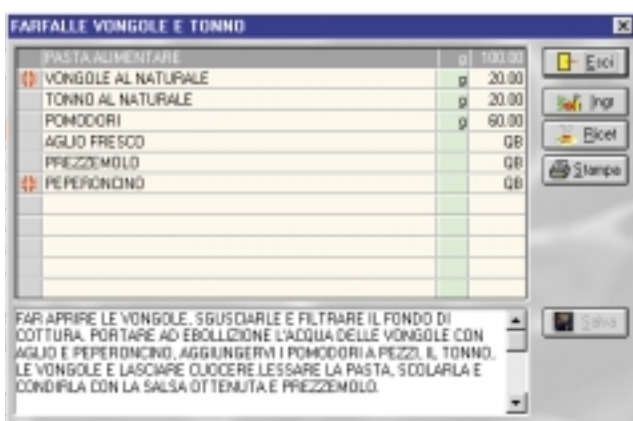 FARFALLE VONGOLE E TONNO
PASTA ALIMENTARE g 100.00
VONGOLE AL NATURALE g 20.00
TONNO AL NATURALE g 20.00
POMODORI g 60.00
AGLIO FRESCO QB
PREZZEMOLO QB
PEPERONCINO QB
Esci
Ingr
Ricet
Stampa
FAR APRIRE LE VONGOLE, SGUSCIARLE E FILTRARE IL FONDO DI
COTTURA. PORTARE AD EBOLLIZIONE L'ACQUA DELLE VONGOLE CON
AGLIO E PEPERONCINO, AGGIUNGERVI I POMODORI A PEZZI, IL TONNO,
LE VONGOLE E LASCIARE CUOCERE.LESSARE LA PASTA, SCOLARLA E
CONDIRLA CON LA SALSA OTTENUTA E PREZZEMOLO.
Salva